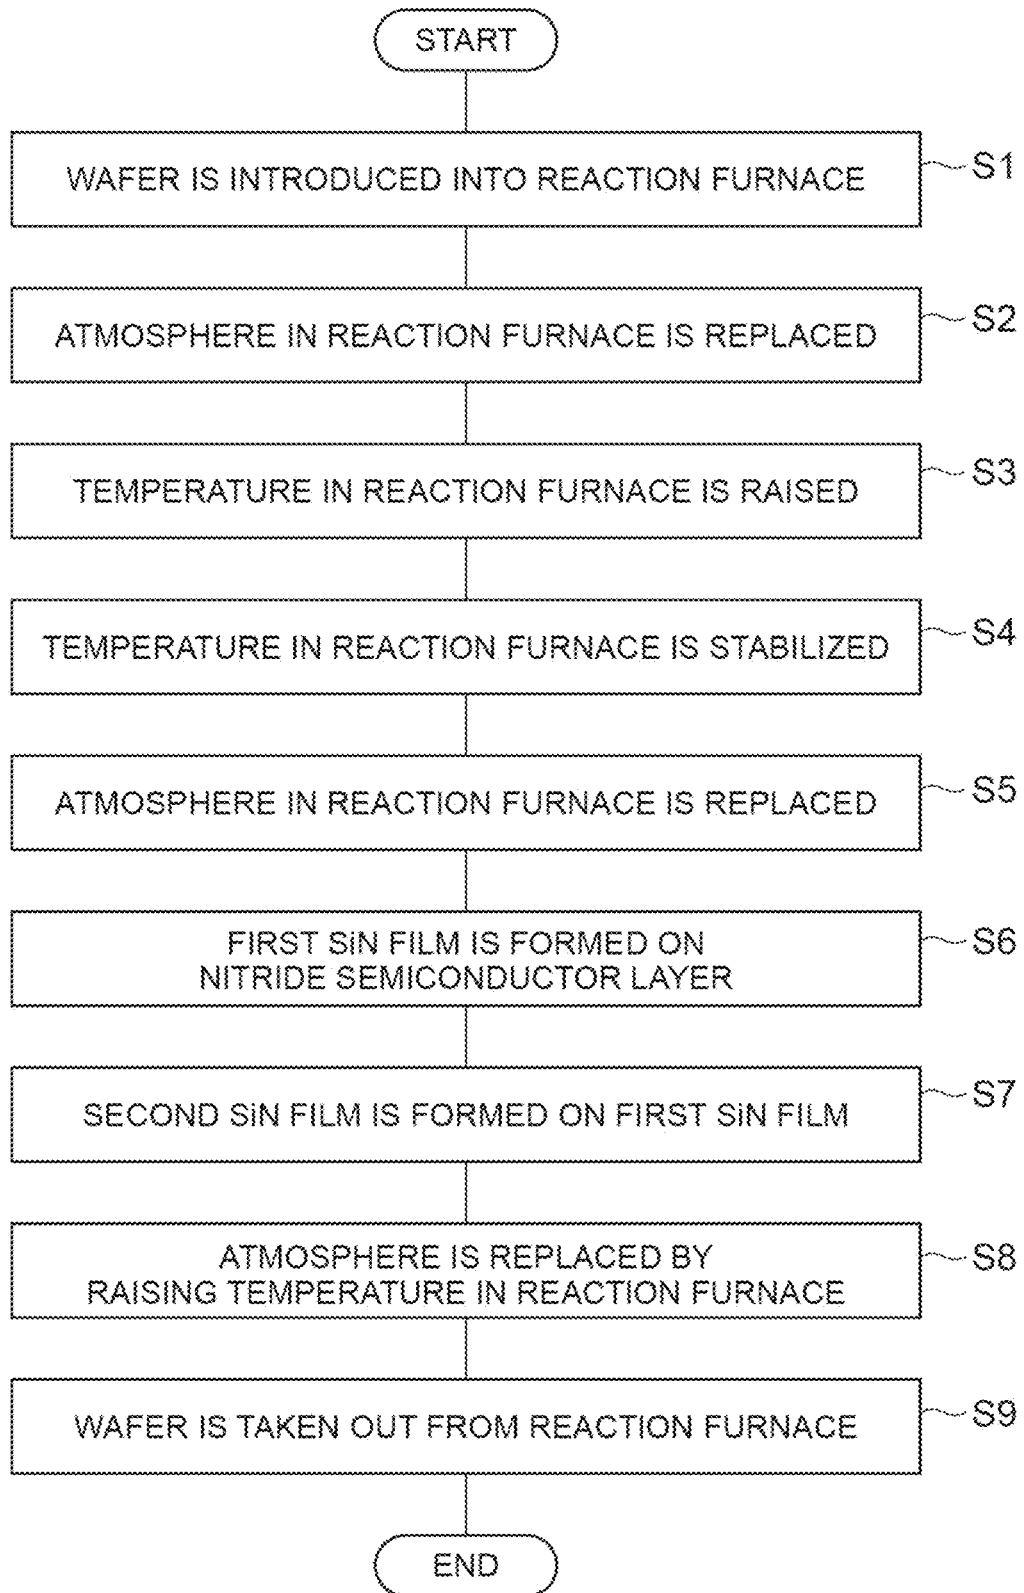 START
WAFER IS INTRODUCED INTO REACTION FURNACE
S1
ATMOSPHERE IN REACTION FURNACE IS REPLACED
S2
TEMPERATURE IN REACTION FURNACE IS RAISED
S3
TEMPERATURE IN REACTION FURNACE IS STABILIZED
S4
ATMOSPHERE IN REACTION FURNACE IS REPLACED
S5
FIRST SiN FILM IS FORMED ON
NITRIDE SEMICONDUCTOR LAYER
S6
SECOND SiN FILM IS FORMED ON FIRST SiN FILM
S7
ATMOSPHERE IS REPLACED BY
RAISING TEMPERATURE IN REACTION FURNACE
S8
WAFER IS TAKEN OUT FROM REACTION FURNACE
S9
END